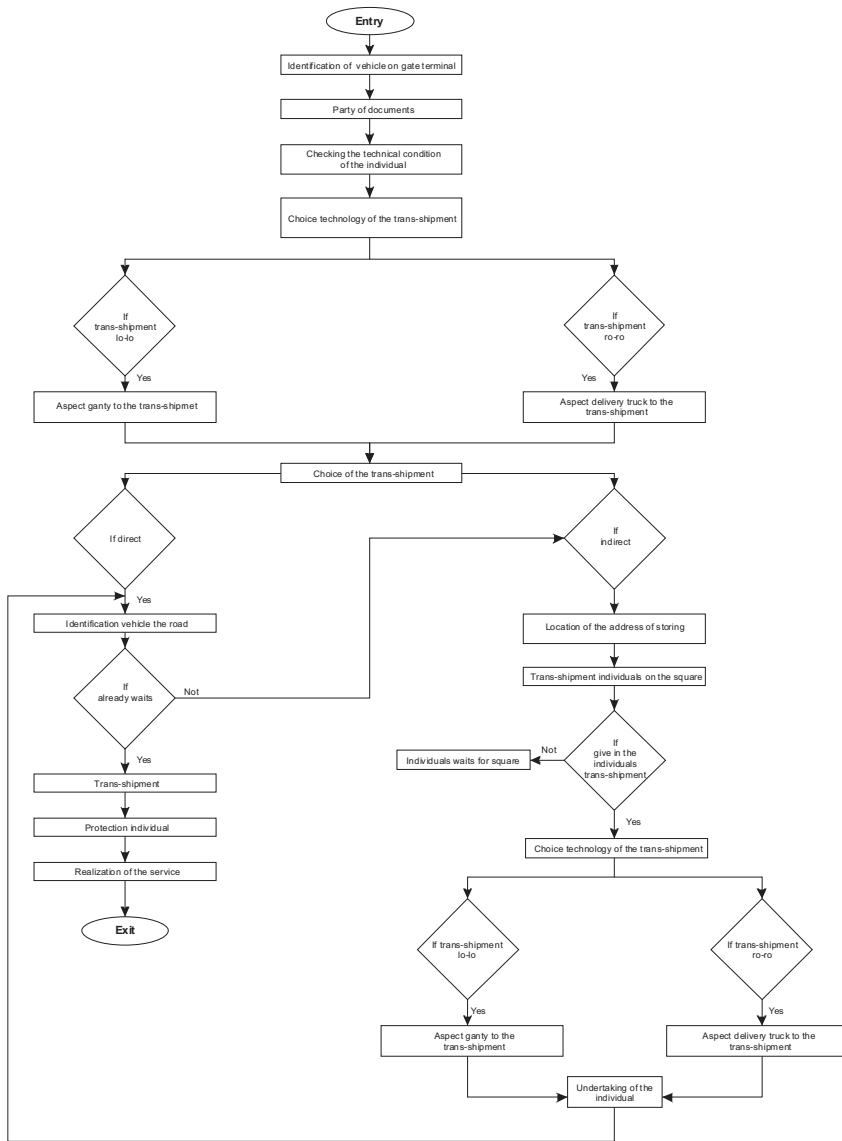 Entry
Identification of vehicle on gate terminal
Party of documents
Checking the technical condition
of the individual
Choice technology of the trans-shipment
If
trans-shipment
lo-lo
If
trans-shipment
ro-ro
Yes
Yes
Aspect ganty to the trans-shipmet
Aspect delivery truck to the
trans-shipment
Choice of the trans-shipment
If direct
If
indirect
Yes
Identification vehicle the road
Location of the address of storing
If
already waits
Not
Trans-shipment individuals on the square
If
give in the
individuals
trans-shipment
Not
Individuals waits for square
Yes
Trans-shipment
Yes
Protection individual
Choice technology of the trans-shipment
Realization of the service
Exit
If trans-shipment
lo-lo
If trans-shipment
ro-ro
Yes
Yes
Aspect ganty to the
trans-shipment
Aspect delivery truck to the
trans-shipment
Undertaking of the
individual